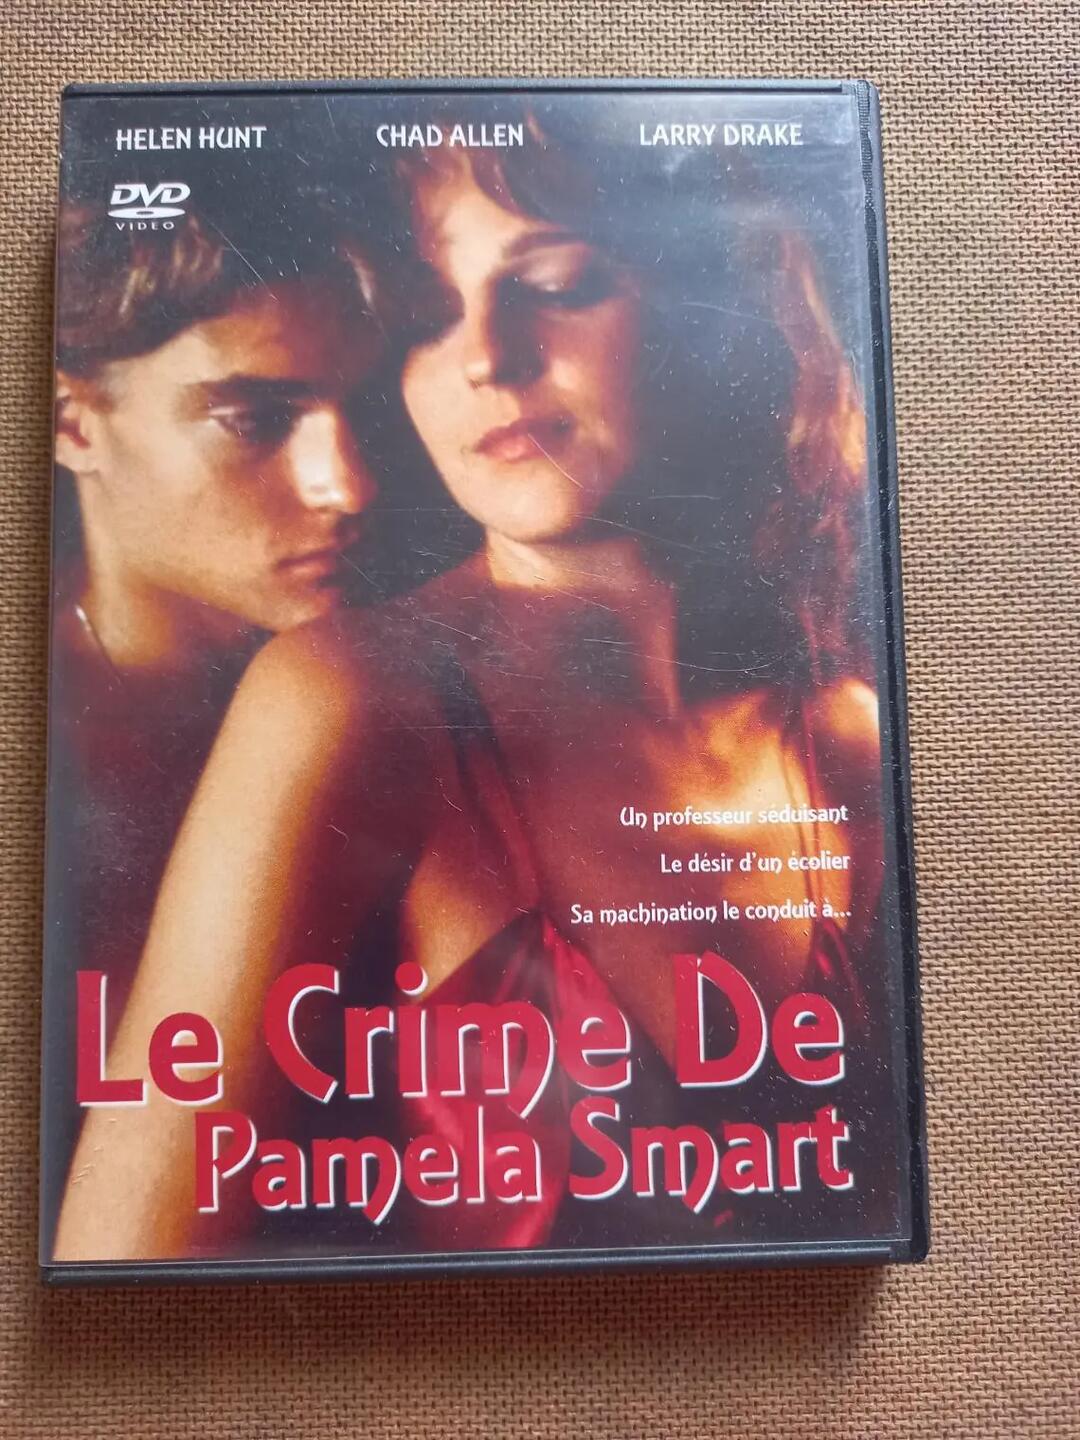 HELEN HUNT CHAD ALLEN LARRY DRAKE
DVD
VIDEO
Un professeur séduisant
Le désir d'un écolier
Sa machination le conduit à...
Le Crime De
Pamela Smart